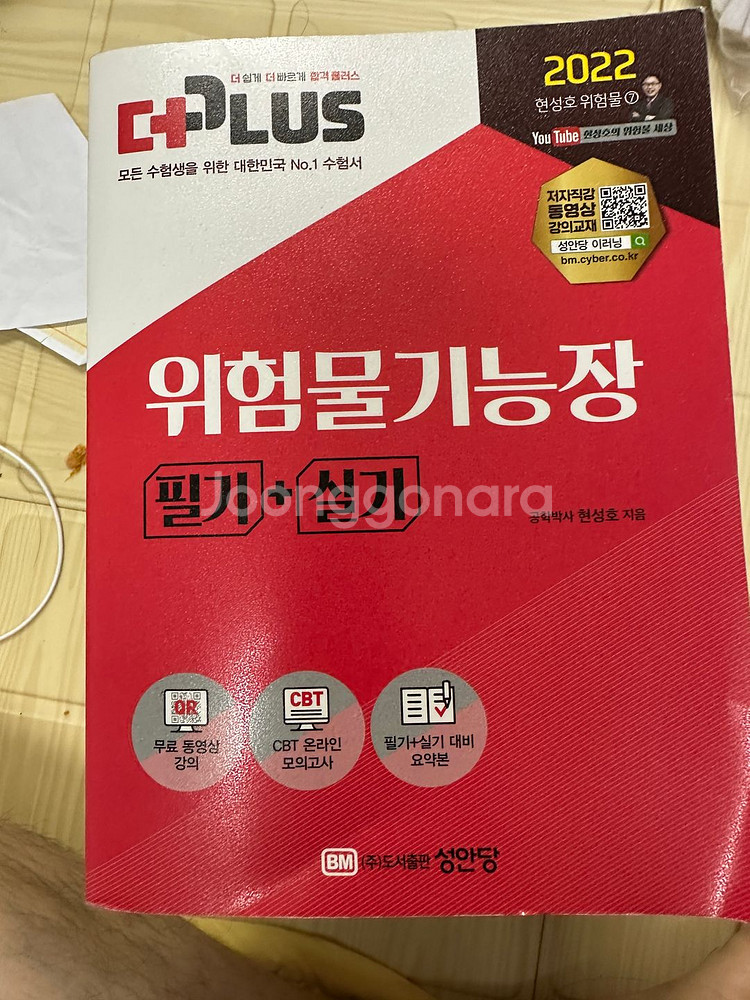 더 쉽게 더 빠르게 합격 플러스
더PLUS
모든 수험생을 위한 대한민국 No.1 수험서
2022
현성호 위험물 ⑦
YouTube 현성호의 위험물 세상
저자직강
동영상
강의교재
성안당 이러닝
bm.cyber.co.kr
위험물기능장
필기+실기
Joonggonara
공학박사 현성호 지음
QR
무료 동영상
강의
CBT
CBT 온라인
모의고사
필기+실기 대비
요약본
BM (주)도서출판 성안당